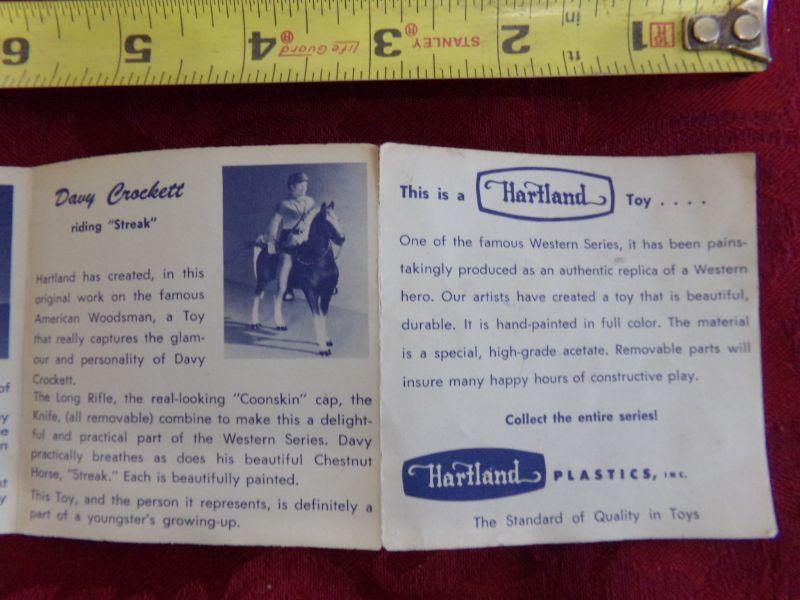 6 5 4 Life Guard 3 STANLEY 2 in ft 1
Davy Crockett
riding "Streak"
Hartland has created, in this
original work on the famous
American Woodsman, a Toy
that really captures the glam-
our and personality of Davy
Crockett.
The Long Rifle, the real-looking "Coonskin" cap, the
Knife, (all removable) combine to make this a delight-
ful and practical part of the Western Series. Davy
practically breathes as does his beautiful Chestnut
Horse, "Streak." Each is beautifully painted.
This Toy, and the person it represents, is definitely a
part of a youngster's growing-up.
This is a Hartland Toy ....
One of the famous Western Series, it has been pains-
takingly produced as an authentic replica of a Western
hero. Our artists have created a toy that is beautiful,
durable. It is hand-painted in full color. The material
is a special, high-grade acetate. Removable parts will
insure many happy hours of constructive play.
Collect the entire series!
Hartland PLASTICS, INC.
The Standard of Quality in Toys